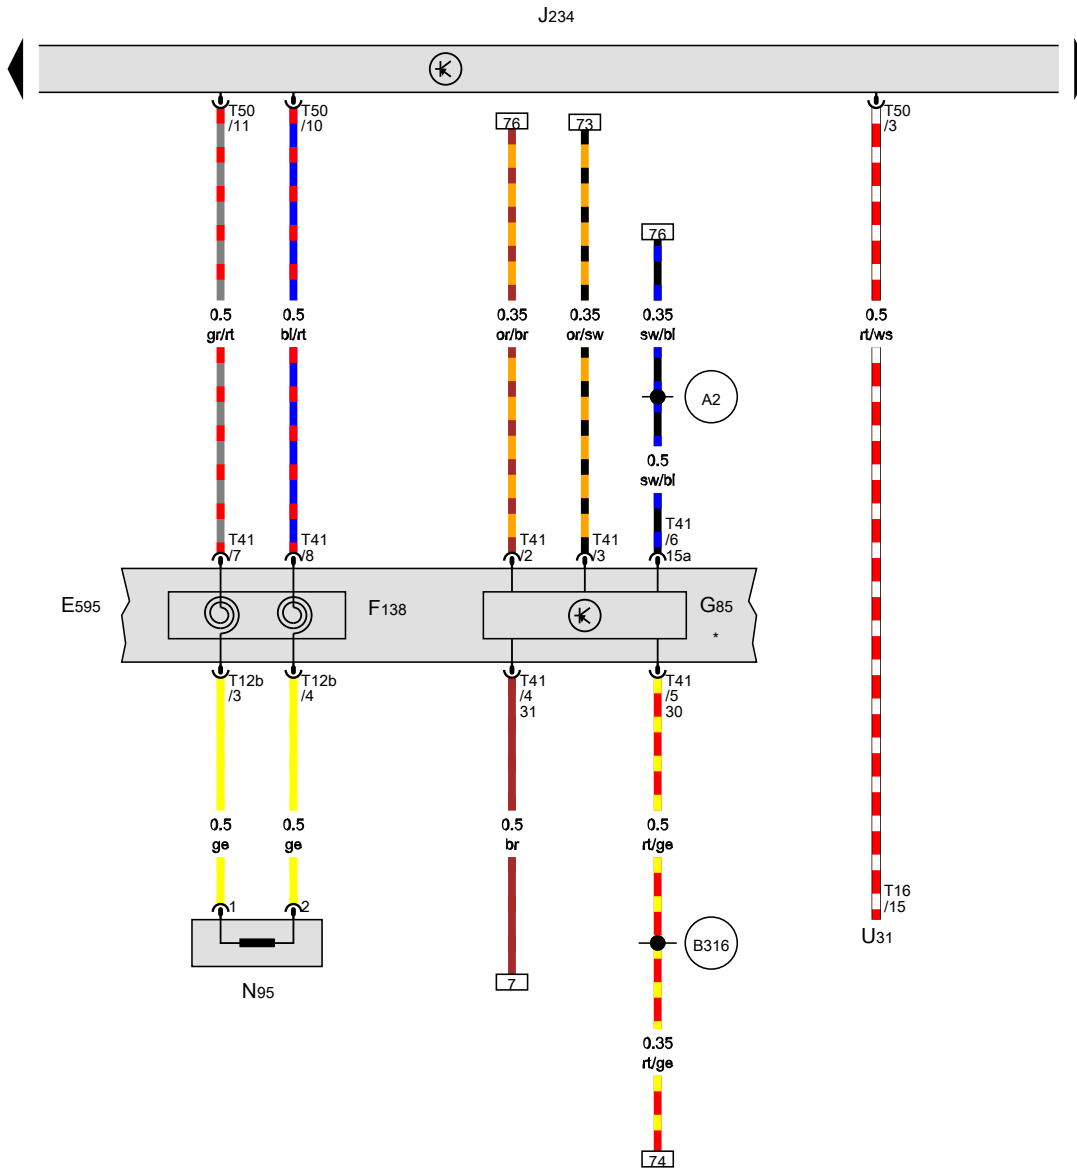 J234
T50
/11
T50
/10
76
73
T50
/3
76
0.5
gr/rt
0.5
bl/rt
0.35
or/br
0.35
or/sw
0.35
sw/bl
0.5
rt/ws
A2
0.5
sw/bl
T41
/7
T41
/8
T41
/2
T41
/3
T41
/6
15a
E595
F138
G85
*
T12b
/3
T12b
/4
T41
/4
31
T41
/5
30
0.5
ge
0.5
ge
0.5
br
0.5
rt/ge
T16
/15
1
2
U31
B316
N95
7
0.35
rt/ge
74